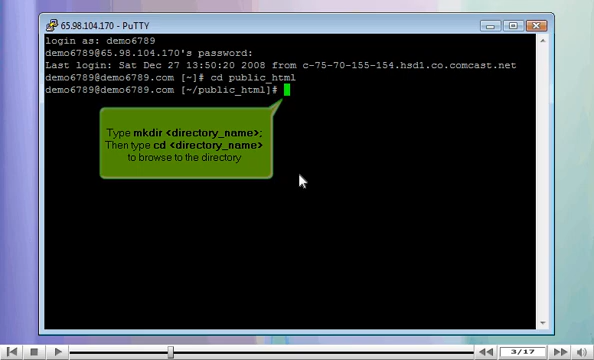 65.98.104.170 - PuTTY
login as: demo6789
demo6789@65.98.104.170's password:
Last login: Sat Dec 27 13:50:20 2008 from c-75-70-155-154.hsd1.co.comcast.net
demo6789@demo6789.com [~]# cd public_html
demo6789@demo6789.com [~/public_html]#
Type mkdir <directory_name>;
Then type cd <directory_name>
to browse to the directory
3/17